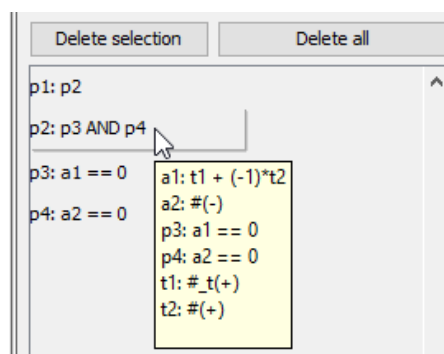 Delete selection
Delete all
p1: p2
p2: p3 AND p4
p3: a1 == 0
p4: a2 == 0
a1: t1 + (-1)*t2
a2: #(-)
p3: a1 == 0
p4: a2 == 0
t1: #_t(+)
t2: #(+)